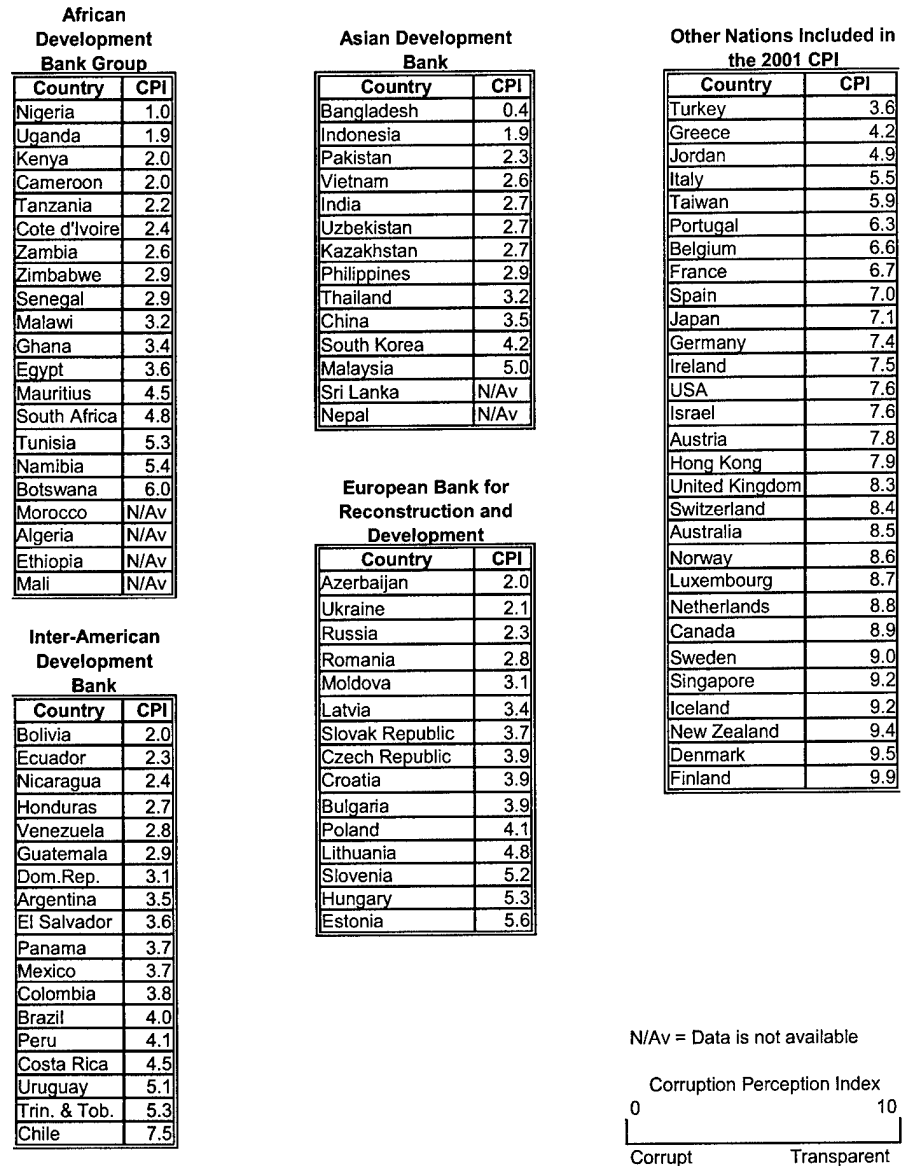 African
Development
Bank Group
Country CPI
Nigeria 1.0
Uganda 1.9
Kenya 2.0
Cameroon 2.0
Tanzania 2.2
Cote d'Ivoire 2.4
Zambia 2.6
Zimbabwe 2.9
Senegal 2.9
Malawi 3.2
Ghana 3.4
Egypt 3.6
Mauritius 4.5
South Africa 4.8
Tunisia 5.3
Namibia 5.4
Botswana 6.0
Morocco N/Av
Algeria N/Av
Ethiopia N/Av
Mali N/Av
Inter-American
Development
Bank
Country CPI
Bolivia 2.0
Ecuador 2.3
Nicaragua 2.4
Honduras 2.7
Venezuela 2.8
Guatemala 2.9
Dom.Rep. 3.1
Argentina 3.5
El Salvador 3.6
Panama 3.7
Mexico 3.7
Colombia 3.8
Brazil 4.0
Peru 4.1
Costa Rica 4.5
Uruguay 5.1
Trin. & Tob. 5.3
Chile 7.5
Asian Development
Bank
Country CPI
Bangladesh 0.4
Indonesia 1.9
Pakistan 2.3
Vietnam 2.6
India 2.7
Uzbekistan 2.7
Kazakhstan 2.7
Philippines 2.9
Thailand 3.2
China 3.5
South Korea 4.2
Malaysia 5.0
Sri Lanka N/Av
Nepal N/Av
European Bank for
Reconstruction and
Development
Country CPI
Azerbaijan 2.0
Ukraine 2.1
Russia 2.3
Romania 2.8
Moldova 3.1
Latvia 3.4
Slovak Republic 3.7
Czech Republic 3.9
Croatia 3.9
Bulgaria 3.9
Poland 4.1
Lithuania 4.8
Slovenia 5.2
Hungary 5.3
Estonia 5.6
Other Nations Included in
the 2001 CPI
Country CPI
Turkey 3.6
Greece 4.2
Jordan 4.9
Italy 5.5
Taiwan 5.9
Portugal 6.3
Belgium 6.6
France 6.7
Spain 7.0
Japan 7.1
Germany 7.4
Ireland 7.5
USA 7.6
Israel 7.6
Austria 7.8
Hong Kong 7.9
United Kingdom 8.3
Switzerland 8.4
Australia 8.5
Norway 8.6
Luxembourg 8.7
Netherlands 8.8
Canada 8.9
Sweden 9.0
Singapore 9.2
Iceland 9.2
New Zealand 9.4
Denmark 9.5
Finland 9.9
N/Av = Data is not available
Corruption Perception Index
0 10
Corrupt Transparent